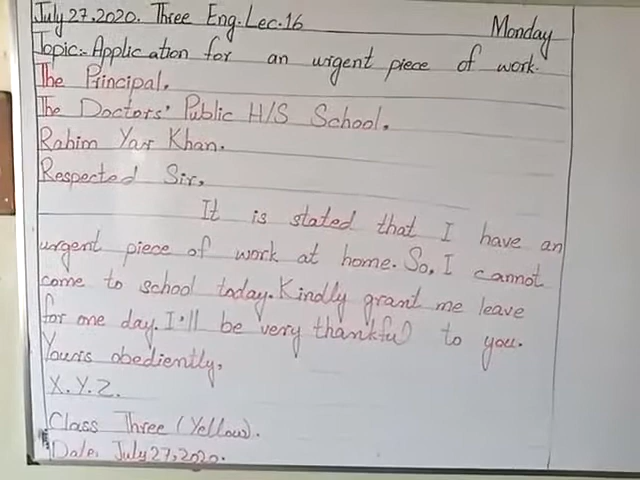 July 27, 2020. Three Eng. Lec. 16 Monday
Topic:- Application for an urgent piece of work.
The Principal,
The Doctors' Public H/S School,
Rahim Yar Khan.
Respected Sir,
It is stated that I have an
urgent piece of work at home. So, I cannot
come to school today. Kindly grant me leave
for one day. I'll be very thankful to you.
Yours obediently,
X.Y.Z.
Class Three (Yellow).
Date, July 27, 2020.